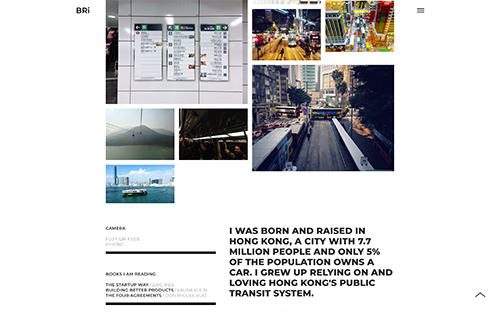 BRi
CAMERA
FUJIFILM X100S
IPHONE
I WAS BORN AND RAISED IN
HONG KONG, A CITY WITH 7.7
MILLION PEOPLE AND ONLY 5%
OF THE POPULATION OWNS A
CAR. I GREW UP RELYING ON AND
LOVING HONG KONG'S PUBLIC
TRANSIT SYSTEM.
BOOKS I AM READING
THE STARTUP WAY / ERIC RIES
BUILDING BETTER PRODUCTS /
THE FOUR AGREEMENTS / DON MIGUEL RUIZ